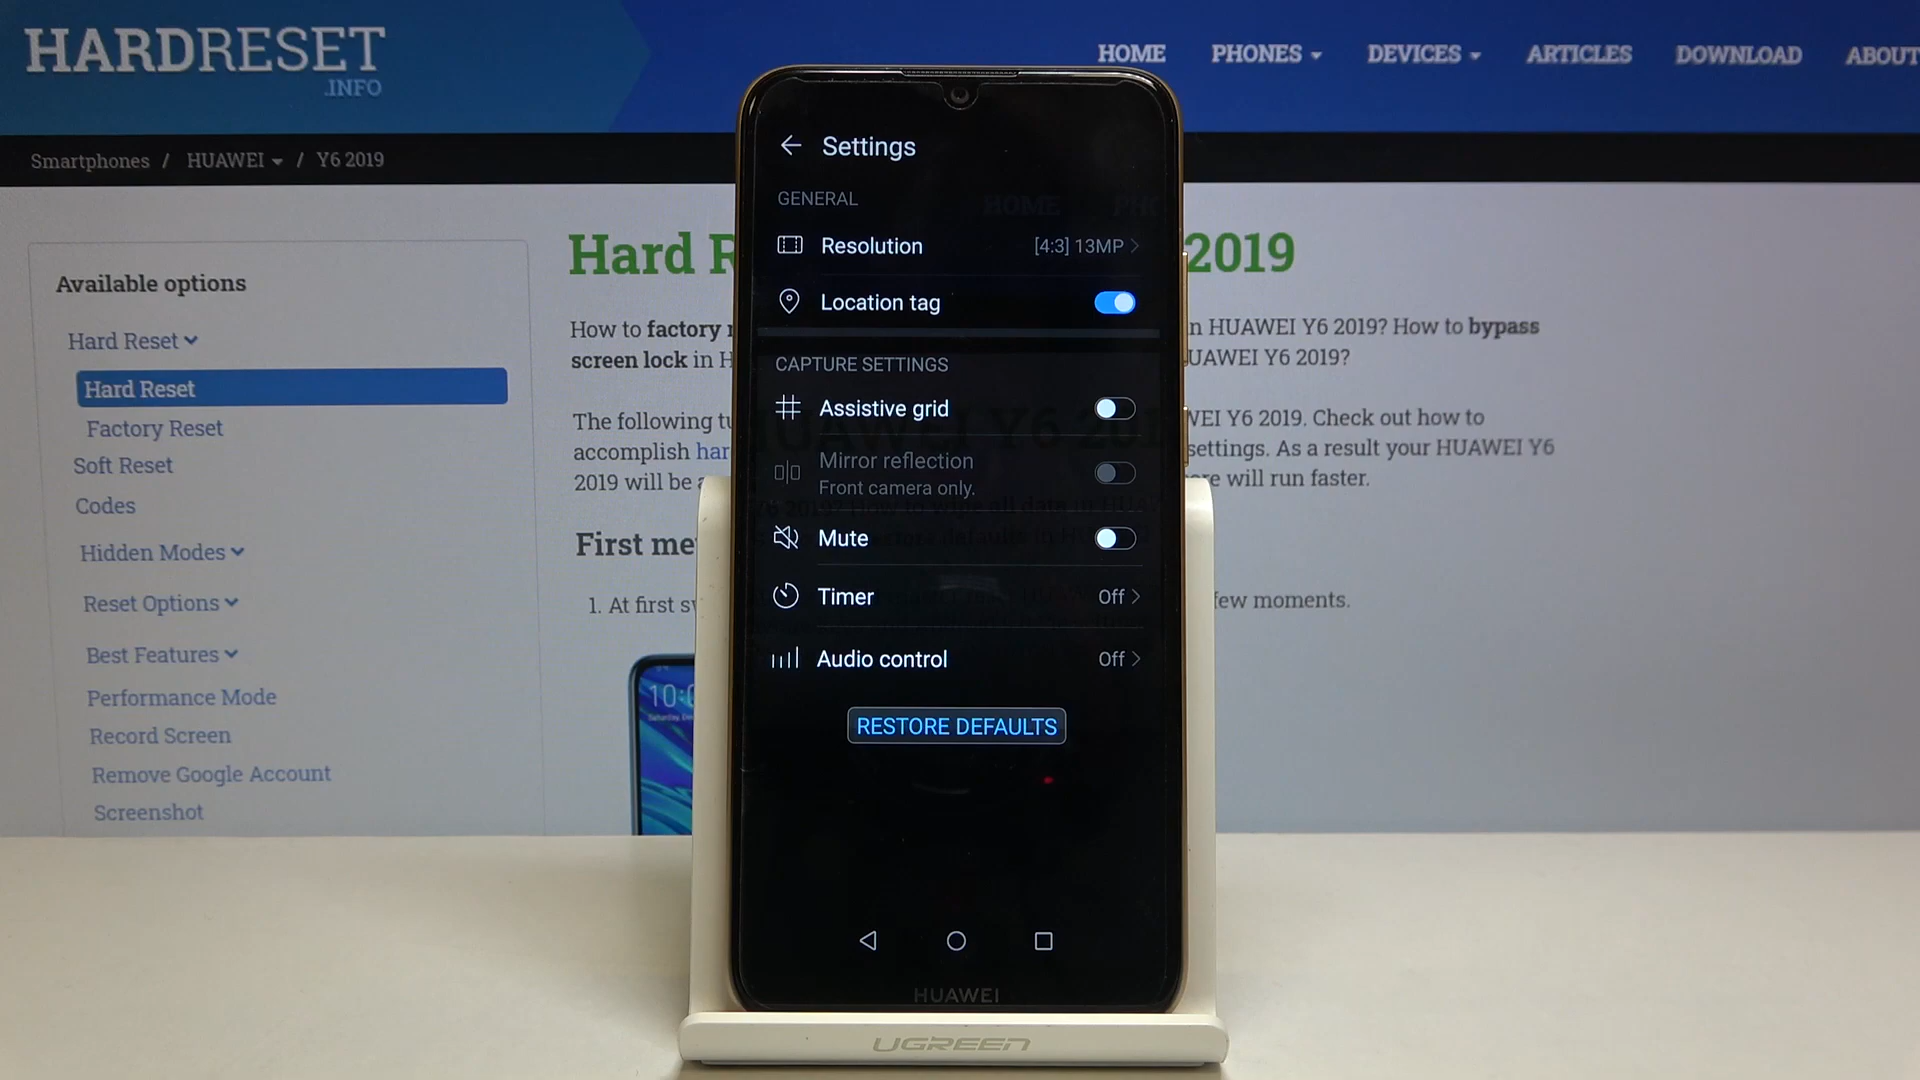 HARDRESET
.INFO
HOME PHONES DEVICES ARTICLES DOWNLOAD ABOUT
Smartphones / HUAWEI / Y6 2019
Available options
Hard Reset
Hard Reset
Factory Reset
Soft Reset
Codes
Hidden Modes
Reset Options
Best Features
Performance Mode
Record Screen
Remove Google Account
Screenshot
Hard R
2019
How to factory r
n HUAWEI Y6 2019? How to bypass
screen lock in H
UAWEI Y6 2019?
The following tu
WEI Y6 2019. Check out how to
accomplish har
settings. As a result your HUAWEI Y6
2019 will be a
re will run faster.
First me
1. At first sw
few moments.
Settings
GENERAL
Resolution [4:3] 13MP
Location tag
CAPTURE SETTINGS
Assistive grid
Mirror reflection
Front camera only.
Mute
Timer Off
Audio control Off
RESTORE DEFAULTS
HUAWEI
UGREEN